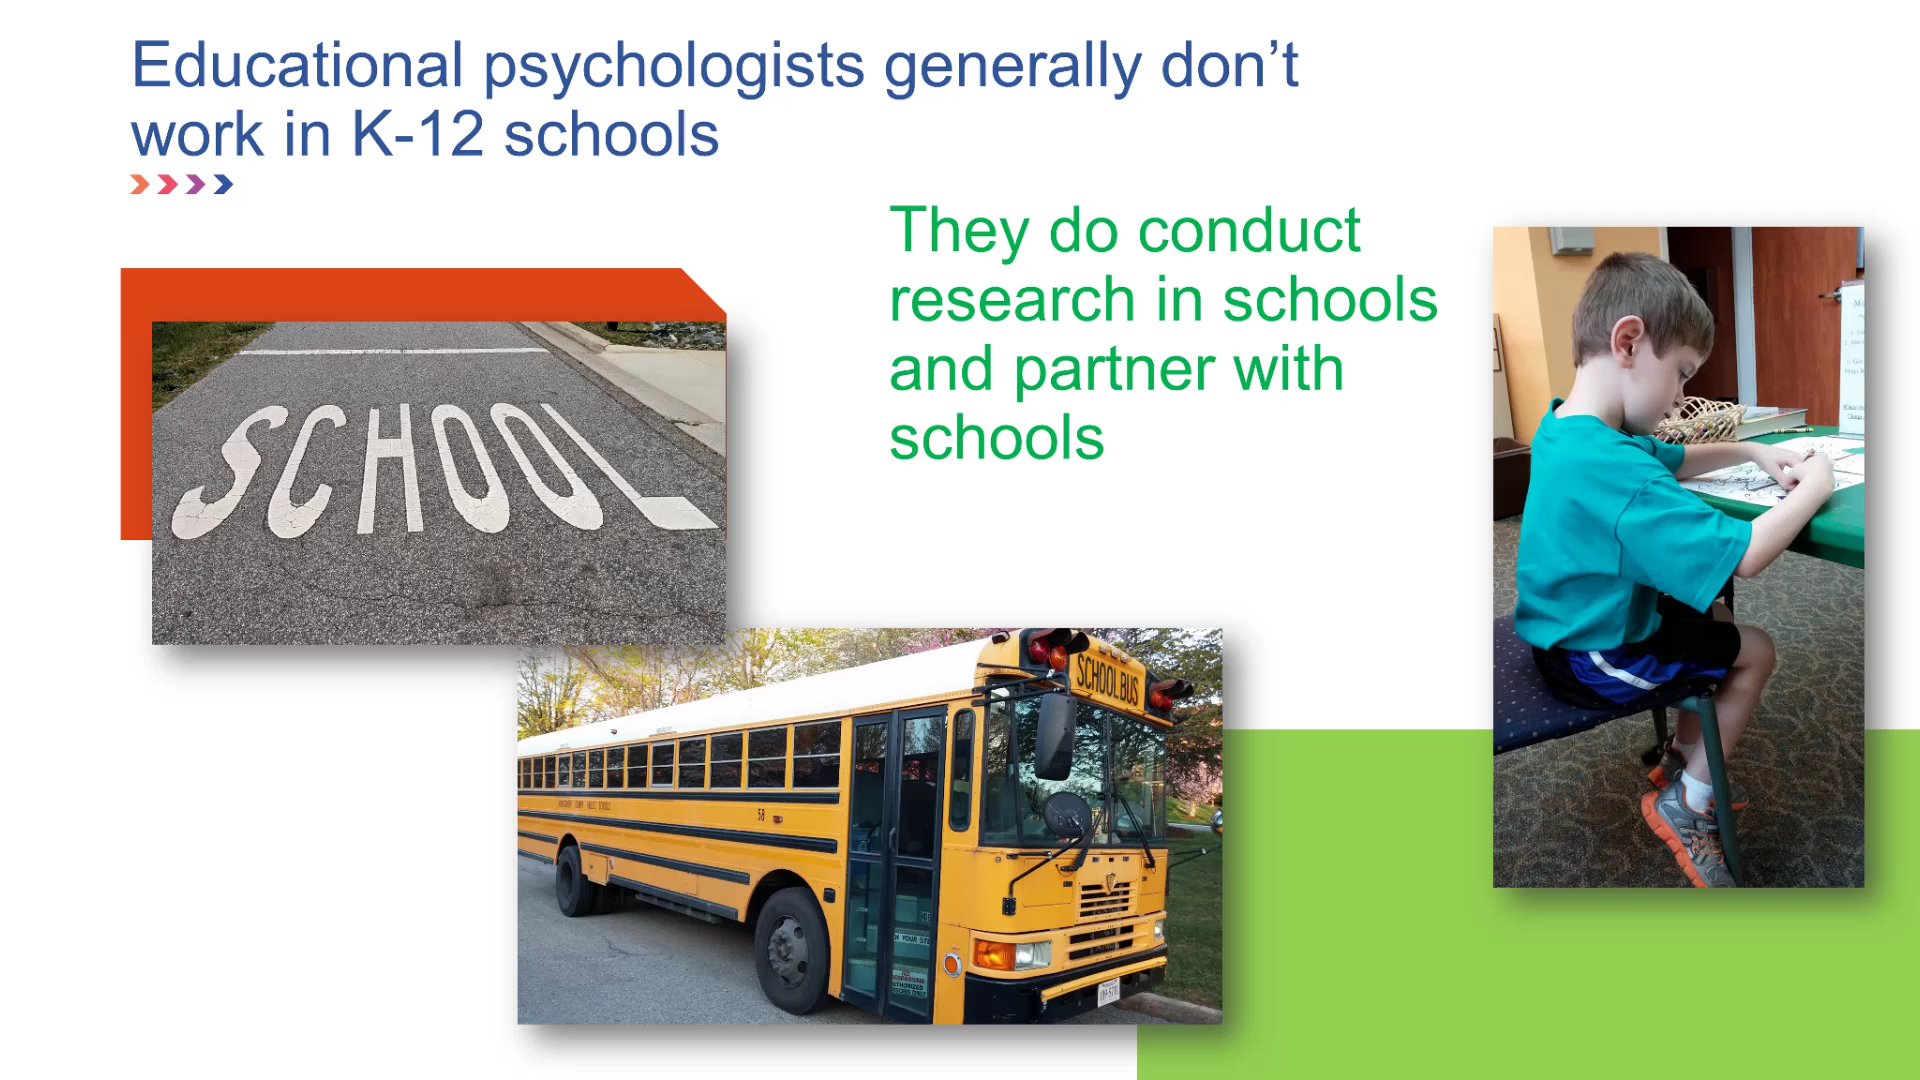 Educational psychologists generally don’t
work in K-12 schools
They do conduct
research in schools
and partner with
schools
SCHOOL
SCHOOL BUS
58